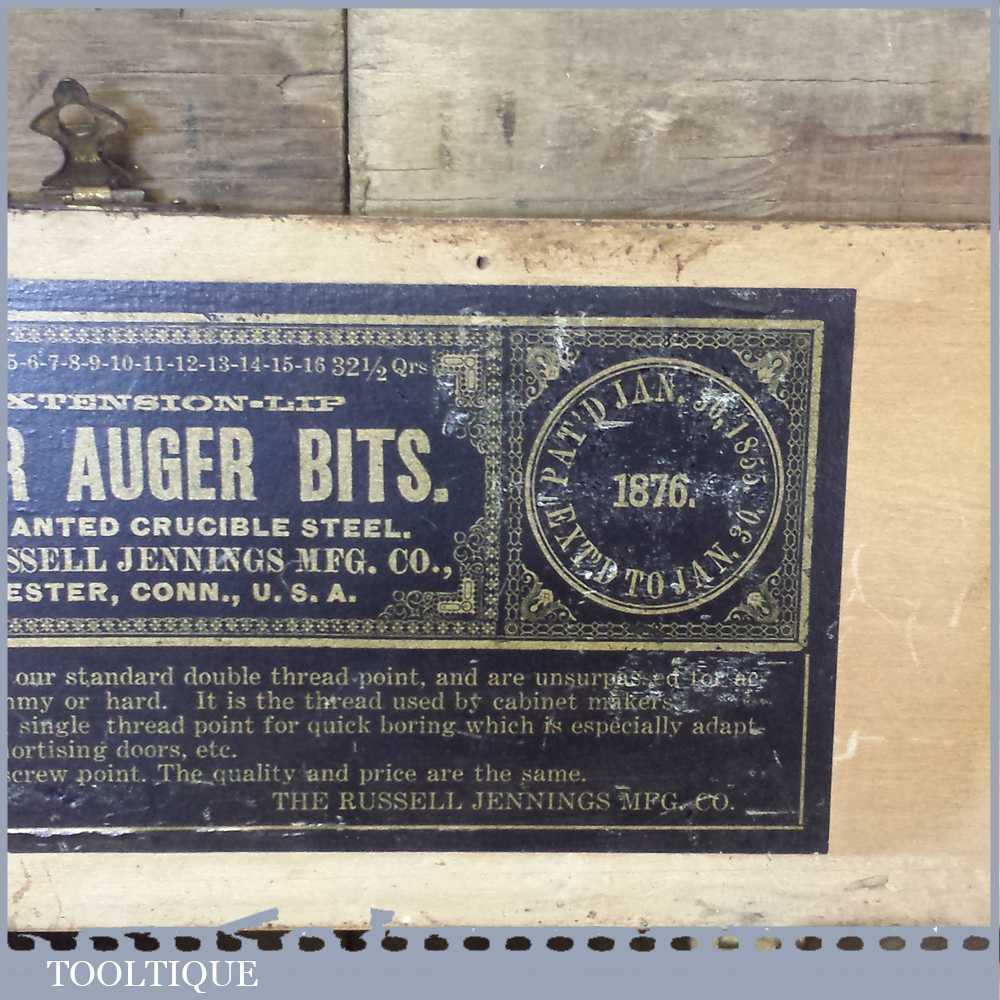 5-6-7-8-9-10-11-12-13-14-15-16 32½ Qrs
XTENSION-LIP
R AUGER BITS.
ANTED CRUCIBLE STEEL.
SSELL JENNINGS MFG. CO.,
ESTER, CONN., U. S. A.
PAT'D JAN. 30, 1855.
1876.
EXT'D TO JAN. 30.
our standard double thread point, and are unsurpassed for ac-
mmy or hard. It is the thread used by cabinet makers
single thread point for quick boring which is especially adapt-
ortising doors, etc.
screw point. The quality and price are the same.
THE RUSSELL JENNINGS MFG. CO.
TOOLTIQUE